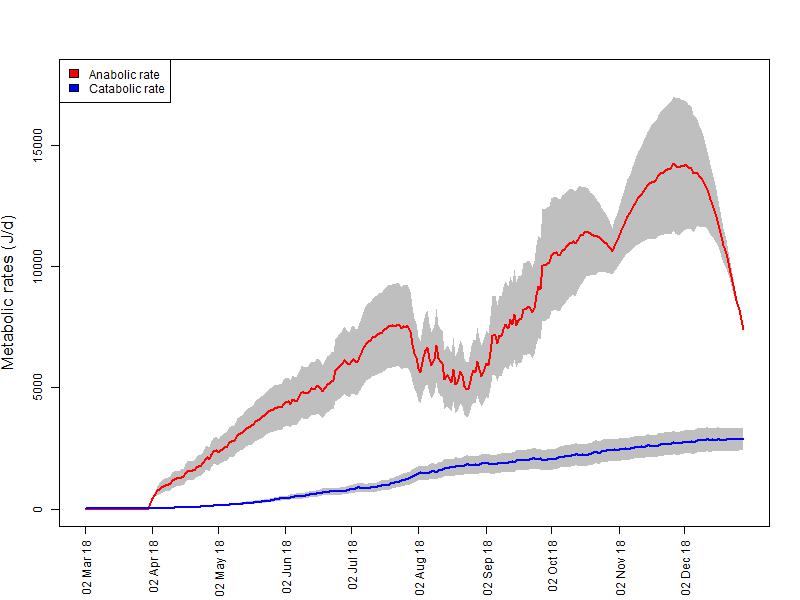 Anabolic rate
Catabolic rate
Metabolic rates (J/d)
15000
10000
5000
0
02 Mar 18
02 Apr 18
02 May 18
02 Jun 18
02 Jul 18
02 Aug 18
02 Sep 18
02 Oct 18
02 Nov 18
02 Dec 18